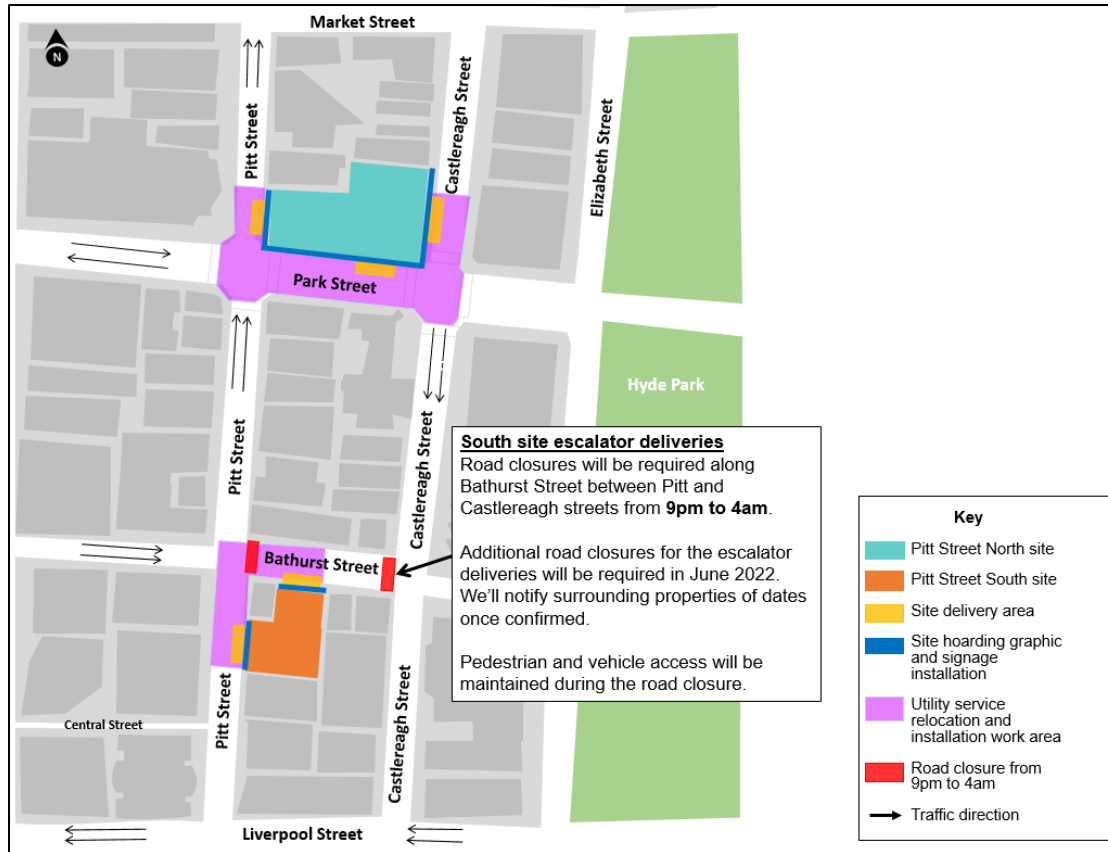 Market Street
N
Pitt Street
Castlereagh Street
Elizabeth Street
Park Street
Hyde Park
Pitt Street
Castlereagh Street
South site escalator deliveries
Road closures will be required along
Bathurst Street between Pitt and
Castlereagh streets from 9pm to 4am.
Additional road closures for the escalator
deliveries will be required in June 2022.
We'll notify surrounding properties of dates
once confirmed.
Pedestrian and vehicle access will be
maintained during the road closure.
Bathurst Street
Pitt Street
Central Street
Castlereagh Street
Liverpool Street
Key
Pitt Street North site
Pitt Street South site
Site delivery area
Site hoarding graphic
and signage
installation
Utility service
relocation and
installation work area
Road closure from
9pm to 4am
Traffic direction